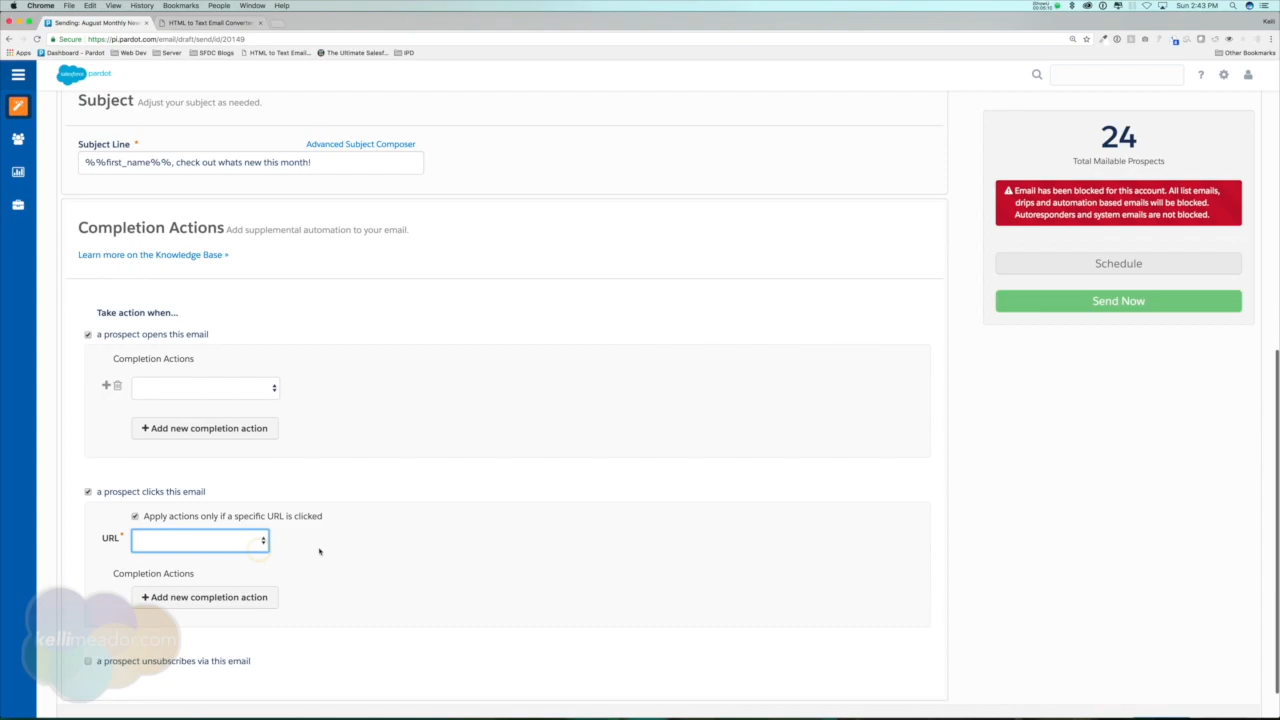 Chrome File Edit View History Bookmarks People Window Help
Sun 2:43 PM
Sending: August Monthly New
HTML to Text Email Converte
Kelli
Secure https://pi.pardot.com/email/draft/send/id/20149
Apps Dashboard - Pardot Web Dev Server SFDC Blogs HTML to Text Email... The Ultimate Salesf... IPD Other Bookmarks
salesforce pardot
?
Subject Adjust your subject as needed.
24
Total Mailable Prospects
Subject Line * Advanced Subject Composer
%%first_name%%, check out whats new this month!
Email has been blocked for this account. All list emails,
drips and automation based emails will be blocked.
Autoresponders and system emails are not blocked.
Schedule
Send Now
Completion Actions Add supplemental automation to your email.
Learn more on the Knowledge Base »
Take action when...
a prospect opens this email
Completion Actions
+ Add new completion action
a prospect clicks this email
Apply actions only if a specific URL is clicked
URL *
Completion Actions
+ Add new completion action
kellimeador.com
a prospect unsubscribes via this email